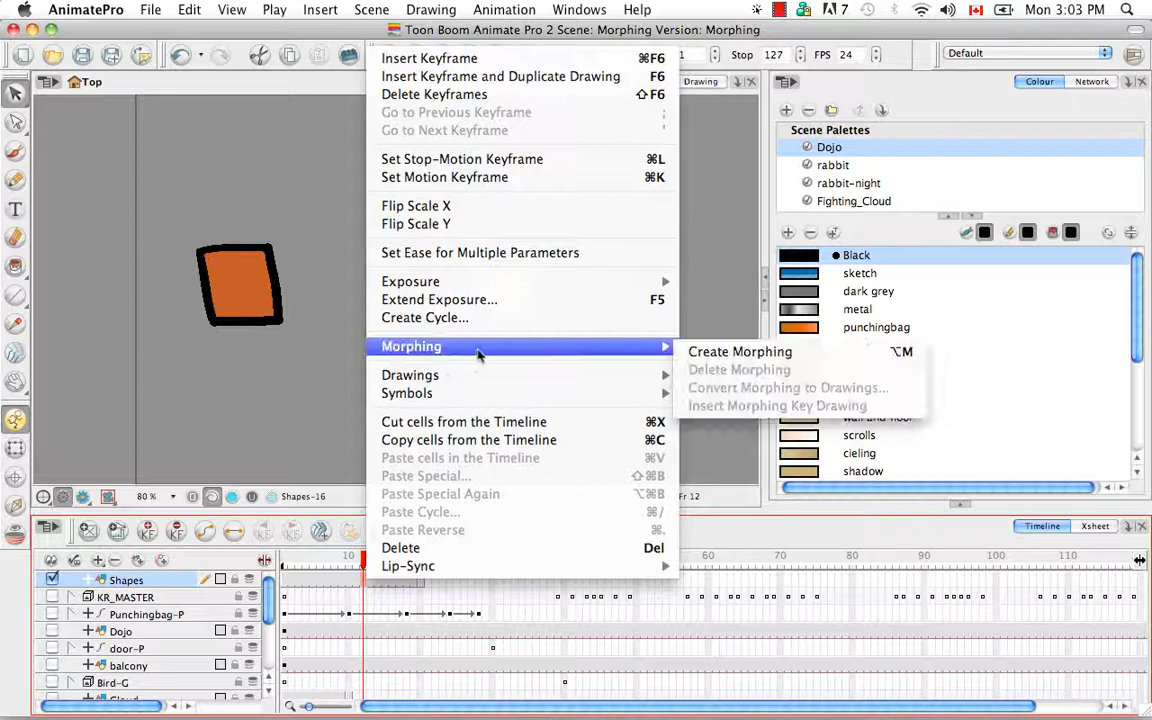 AnimatePro File Edit View Play Insert Scene Drawing Animation Windows Help 7 Mon 3:03 PM
Toon Boom Animate Pro 2 Scene: Morphing Version: Morphing
1 Stop 127 FPS 24 Default
Top
Drawing
Colour Network
Insert Keyframe ⌘F6
Insert Keyframe and Duplicate Drawing F6
Delete Keyframes ⇧F6
Go to Previous Keyframe ;
Go to Next Keyframe :
Set Stop-Motion Keyframe ⌘L
Set Motion Keyframe ⌘K
Flip Scale X
Flip Scale Y
Set Ease for Multiple Parameters
Exposure
Extend Exposure... F5
Create Cycle...
Morphing
Drawings
Symbols
Cut cells from the Timeline ⌘X
Copy cells from the Timeline ⌘C
Paste cells in the Timeline ⌘V
Paste Special... ⇧⌘B
Paste Special Again ⌥⌘B
Paste Cycle... ⌘/
Paste Reverse ⌘.
Delete Del
Lip-Sync
Create Morphing ⌥M
Delete Morphing
Convert Morphing to Drawings...
Insert Morphing Key Drawing
Scene Palettes
Dojo
rabbit
rabbit-night
Fighting_Cloud
Black
sketch
dark grey
metal
punchingbag
scrolls
cieling
shadow
80 % Shapes-16 Fr 12
Timeline Xsheet
10 60 70 80 90 100 110
Shapes
KR_MASTER
Punchingbag-P
Dojo
door-P
balcony
Bird-G